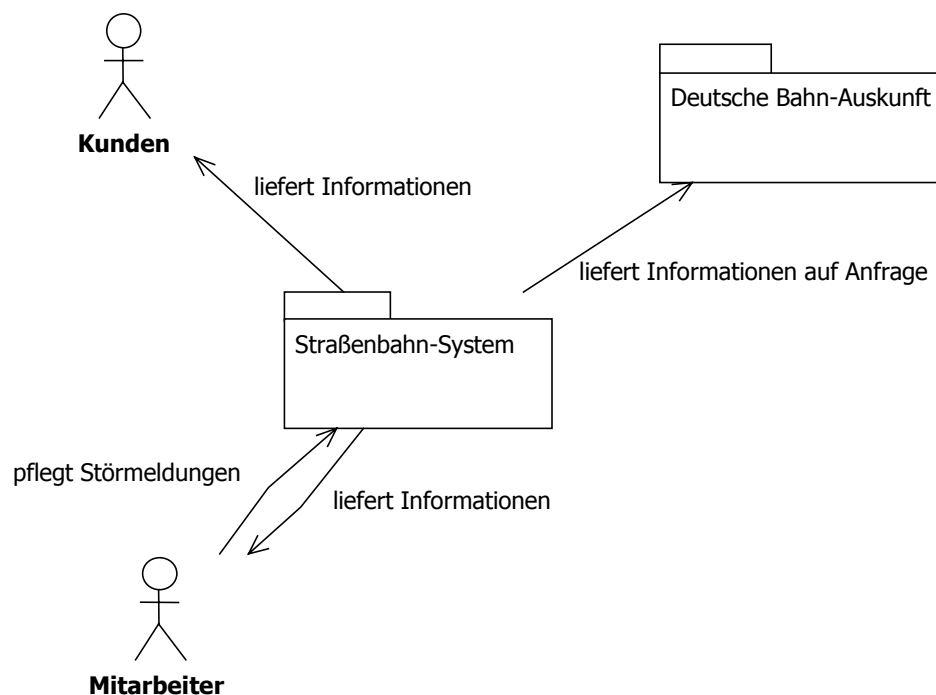 Kunden
Deutsche Bahn-Auskunft
liefert Informationen
liefert Informationen auf Anfrage
Straßenbahn-System
pflegt Störmeldungen
liefert Informationen
Mitarbeiter